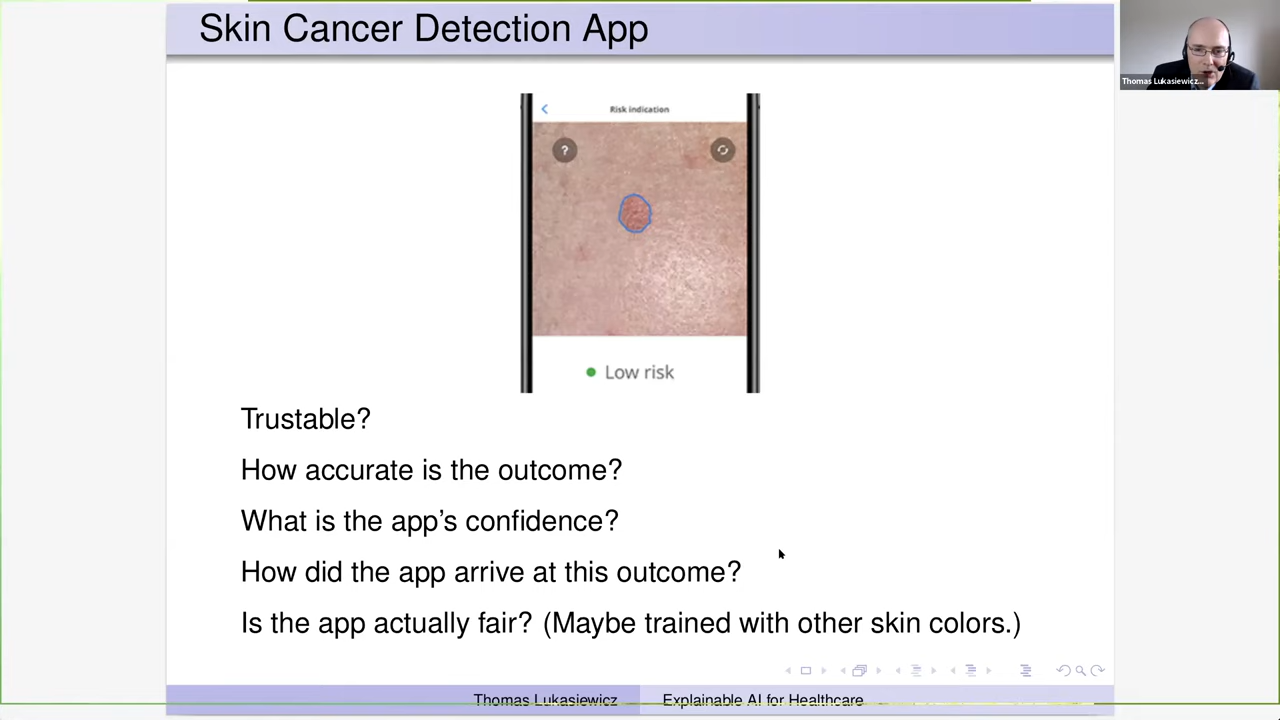 Skin Cancer Detection App
Thomas Lukasiewicz...
Risk indication
?
Low risk
Trustable?
How accurate is the outcome?
What is the app's confidence?
How did the app arrive at this outcome?
Is the app actually fair? (Maybe trained with other skin colors.)
Thomas Lukasiewicz
Explainable AI for Healthcare